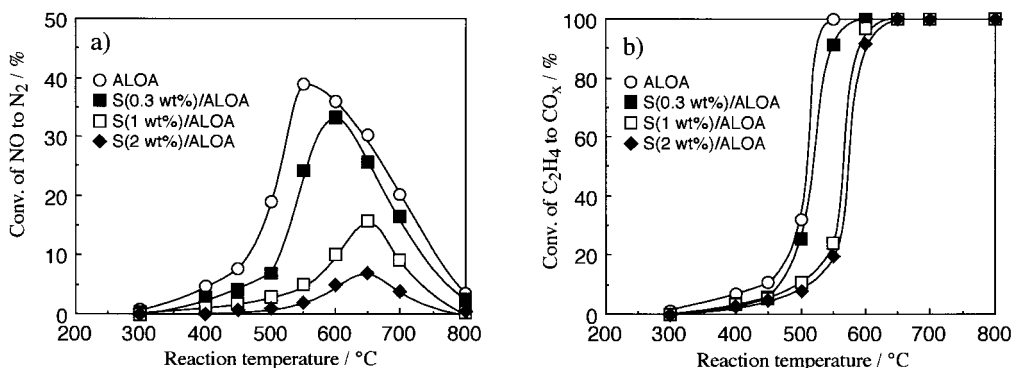 a)
Conv. of NO to N2 / %
50
40
30
20
10
0
ALOA
S(0.3 wt%)/ALOA
S(1 wt%)/ALOA
S(2 wt%)/ALOA
200 300 400 500 600 700 800
Reaction temperature / °C
b)
Conv. of C2H4 to COx / %
100
80
60
40
20
0
ALOA
S(0.3 wt%)/ALOA
S(1 wt%)/ALOA
S(2 wt%)/ALOA
200 300 400 500 600 700 800
Reaction temperature / °C